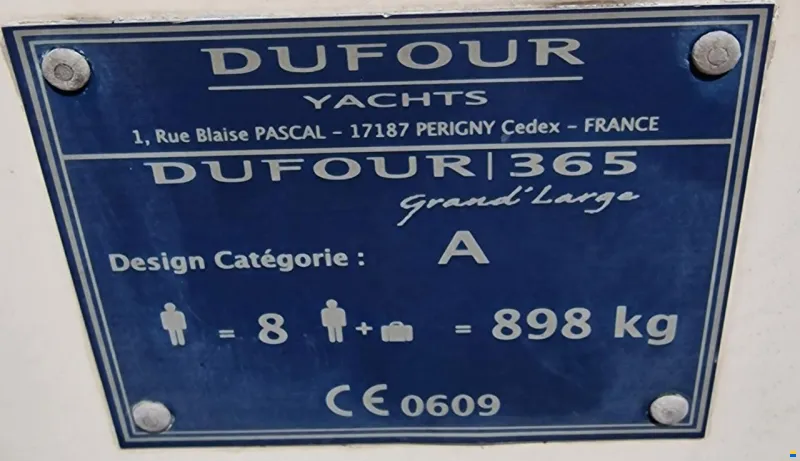 DUFOUR
YACHTS
1, Rue Blaise PASCAL – 17187 PERIGNY Cedex – FRANCE
DUFOUR|365
Grand'Large
Design Catégorie : A
= 8 + = 898 kg
CE 0609